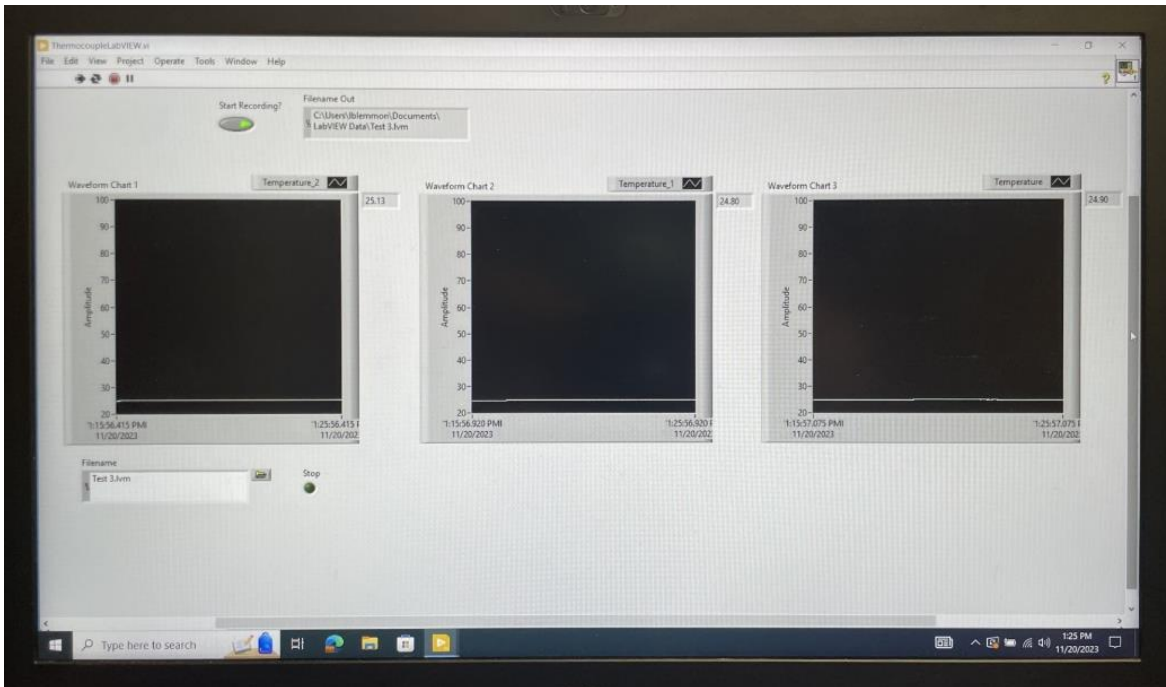 ThermocoupleLabVIEW.vi
File Edit View Project Operate Tools Window Help
Start Recording?
Filename Out
C:\Users\lblemmon\Documents\
LabVIEW Data\Test 3.lvm
Waveform Chart 1
Temperature_2
25.13
100
90
80
70
60
50
40
30
20
Amplitude
1:15:56.415 PM
11/20/2023
1:25:56.415
11/20/202
Waveform Chart 2
Temperature_1
24.80
100
90
80
70
60
50
40
30
20
Amplitude
1:15:56.920 PM
11/20/2023
1:25:56.920
11/20/202
Waveform Chart 3
Temperature
24.90
100
90
80
70
60
50
40
30
20
Amplitude
1:15:57.075 PM
11/20/2023
1:25:57.075
11/20/202
Filename
Test 3.lvm
Stop
Type here to search
1:25 PM
11/20/2023